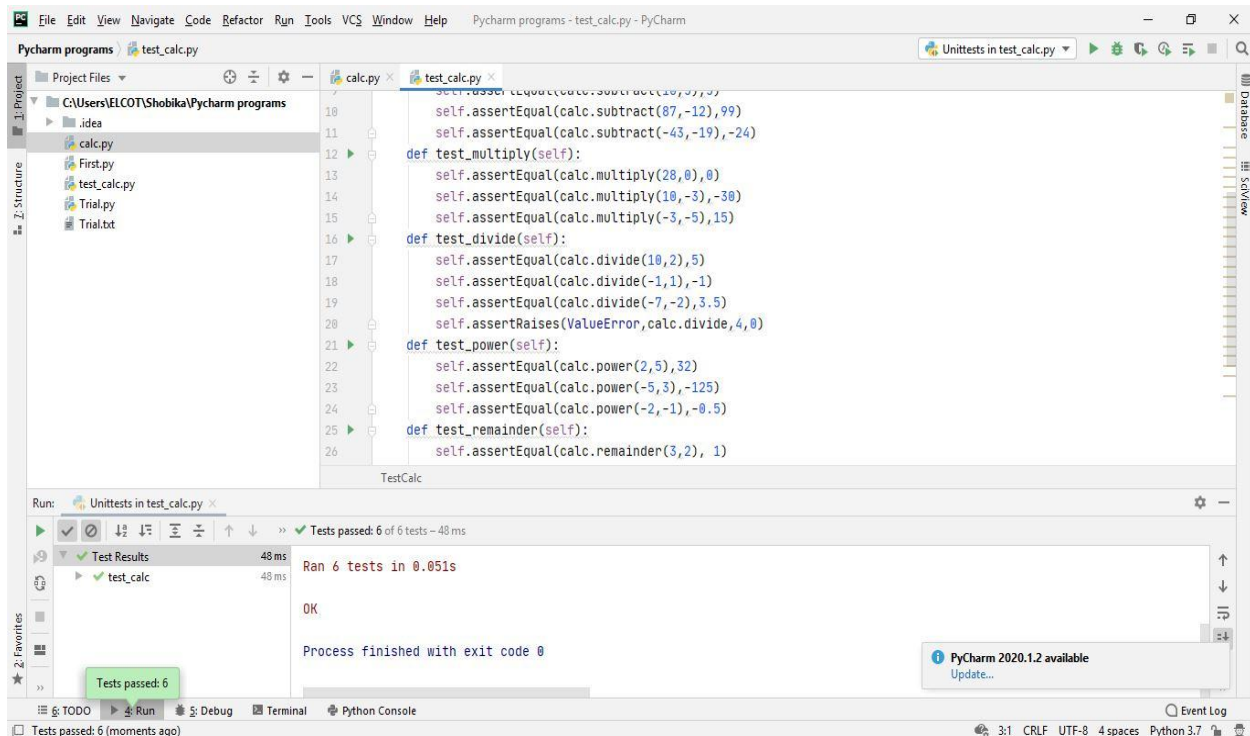 PC File Edit View Navigate Code Refactor Run Tools VCS Window Help Pycharm programs - test_calc.py - PyCharm
Pycharm programs test_calc.py Unittests in test_calc.py
1: Project
Z: Structure
2: Favorites
Project Files
C:\Users\ELCOT\Shobika\Pycharm programs
.idea
calc.py
First.py
test_calc.py
Trial.py
Trial.txt
calc.py test_calc.py
10 self.assertEqual(calc.subtract(87,-12),99)
11 self.assertEqual(calc.subtract(-43,-19),-24)
12 def test_multiply(self):
13 self.assertEqual(calc.multiply(28,0),0)
14 self.assertEqual(calc.multiply(10,-3),-30)
15 self.assertEqual(calc.multiply(-3,-5),15)
16 def test_divide(self):
17 self.assertEqual(calc.divide(10,2),5)
18 self.assertEqual(calc.divide(-1,1),-1)
19 self.assertEqual(calc.divide(-7,-2),3.5)
20 self.assertRaises(ValueError,calc.divide,4,0)
21 def test_power(self):
22 self.assertEqual(calc.power(2,5),32)
23 self.assertEqual(calc.power(-5,3),-125)
24 self.assertEqual(calc.power(-2,-1),-0.5)
25 def test_remainder(self):
26 self.assertEqual(calc.remainder(3,2), 1)
TestCalc
Database
SciView
Run: Unittests in test_calc.py
Tests passed: 6 of 6 tests – 48 ms
Test Results 48 ms
test_calc 48 ms
Ran 6 tests in 0.051s
OK
Process finished with exit code 0
PyCharm 2020.1.2 available
Update...
Tests passed: 6
6: TODO 4: Run 5: Debug Terminal Python Console Event Log
Tests passed: 6 (moments ago) 3:1 CRLF UTF-8 4 spaces Python 3.7